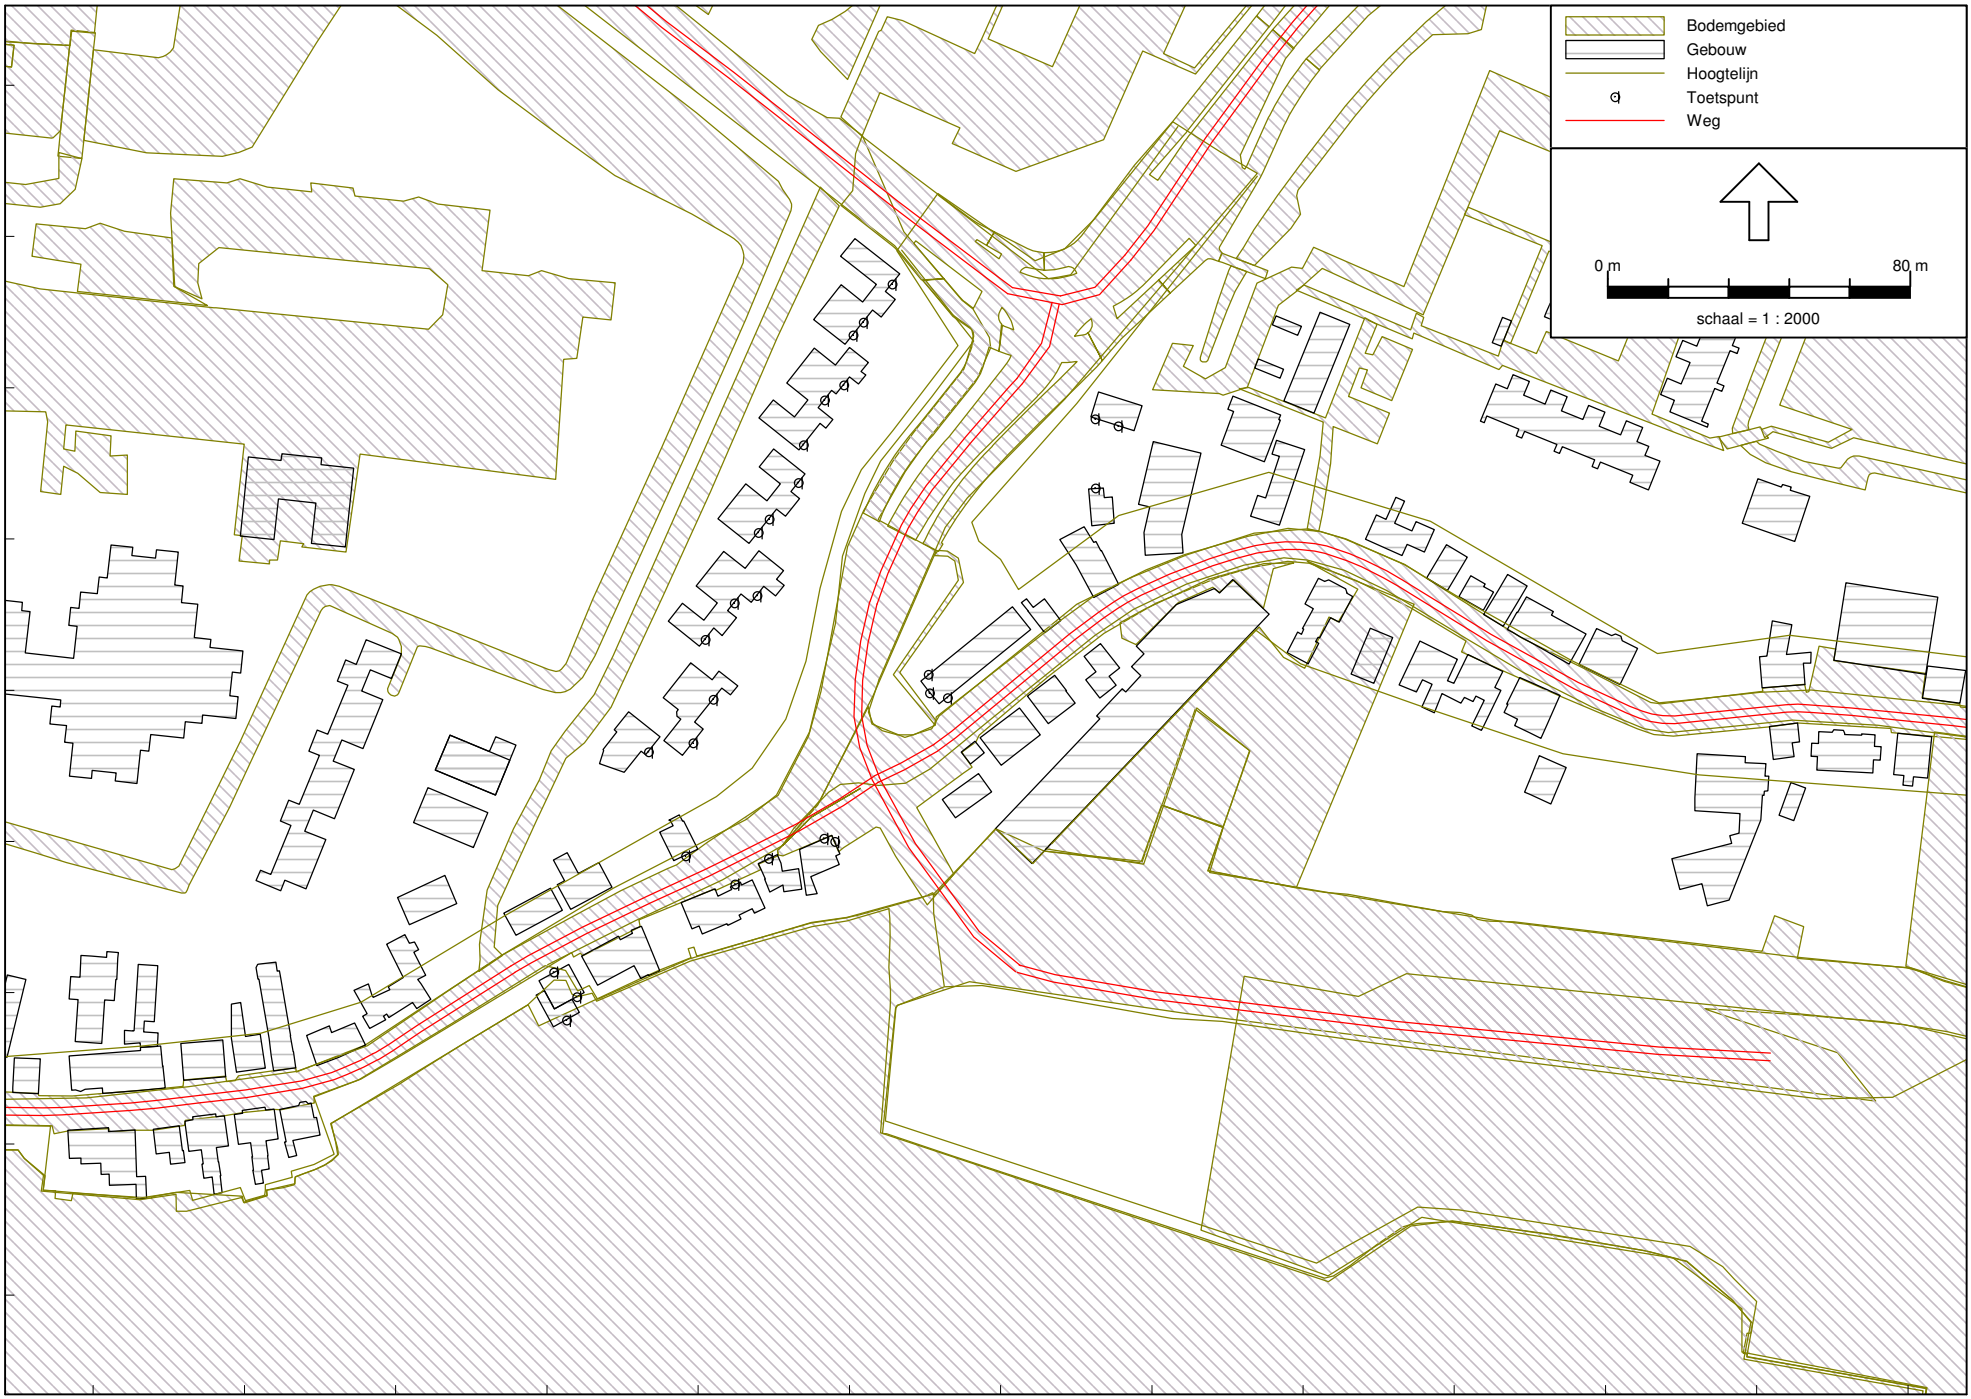 Bodemgebied
Gebouw
Hoogtelijn
Toetspunt
Weg
0 m 80 m
schaal = 1 : 2000